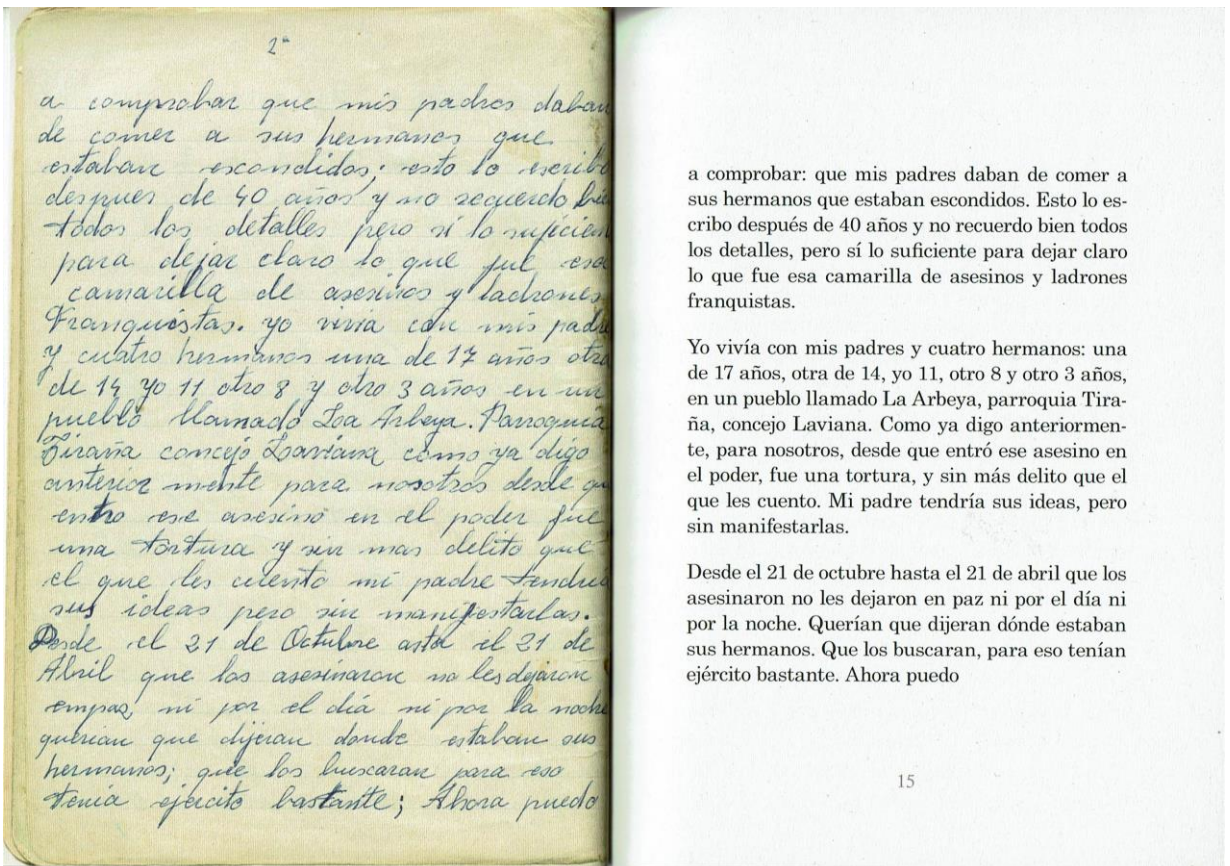 2ª
a comprobar que mis padres daban
de comer a sus hermanos que
estaban escondidos; esto lo escribo
despues de 40 años y no recuerdo bien
todos los detalles pero si lo suficien
para dejar claro lo que fue esa
camarilla de asesinos y ladrones
Franquistas. yo vivia con mis padre
y cuatro hermanos una de 17 años otra
de 14 yo 11 otro 8 y otro 3 años en un
pueblo llamado Loa Arbeya. Parroquia
Tiraña concejo Laviana como ya digo
anterior mente para nosotros desde qu
entro ese asesino en el poder fue
una tortura y sin mas delito que
el que les cuento mi padre tendria
sus ideas pero sin manifestarlas.
Desde el 21 de Octubre asta el 21 de
Abril que los asesinaron no les dejaron
empaz, ni por el día ni por la noche
querian que dijeran donde estaban sus
hermanos; que los buscaran para eso
tenia ejercito bastante; Ahora puedo
a comprobar: que mis padres daban de comer a
sus hermanos que estaban escondidos. Esto lo es-
cribo después de 40 años y no recuerdo bien todos
los detalles, pero sí lo suficiente para dejar claro
lo que fue esa camarilla de asesinos y ladrones
franquistas.
Yo vivía con mis padres y cuatro hermanos: una
de 17 años, otra de 14, yo 11, otro 8 y otro 3 años,
en un pueblo llamado La Arbeya, parroquia Tira-
ña, concejo Laviana. Como ya digo anteriormen-
te, para nosotros, desde que entró ese asesino en
el poder, fue una tortura, y sin más delito que el
que les cuento. Mi padre tendría sus ideas, pero
sin manifestarlas.
Desde el 21 de octubre hasta el 21 de abril que los
asesinaron no les dejaron en paz ni por el día ni
por la noche. Querían que dijeran dónde estaban
sus hermanos. Que los buscaran, para eso tenían
ejército bastante. Ahora puedo
15